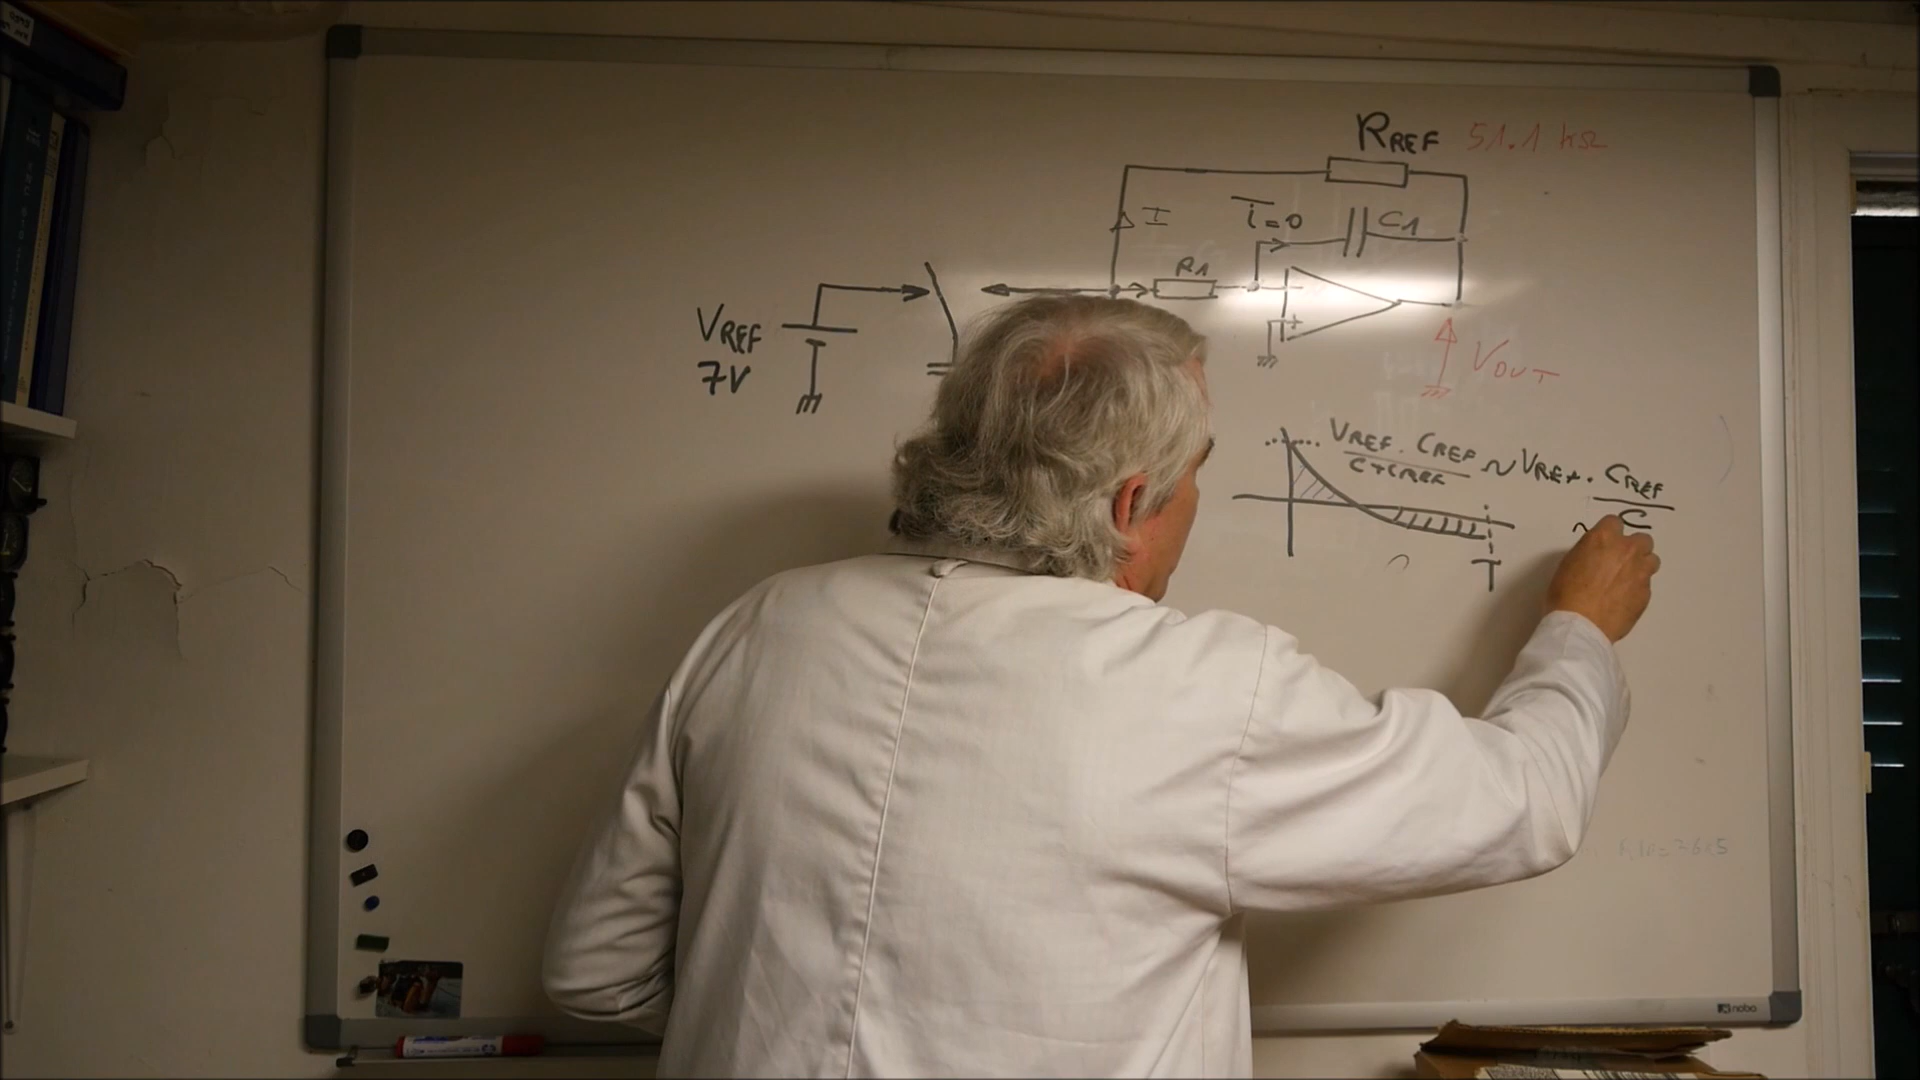 RREF 51.1 kΩ
I
I=0
C1
R1
VREF
7V
VOUT
VREF . CREF ~ VREF . CREF
C+CREF C
~
T
nobo